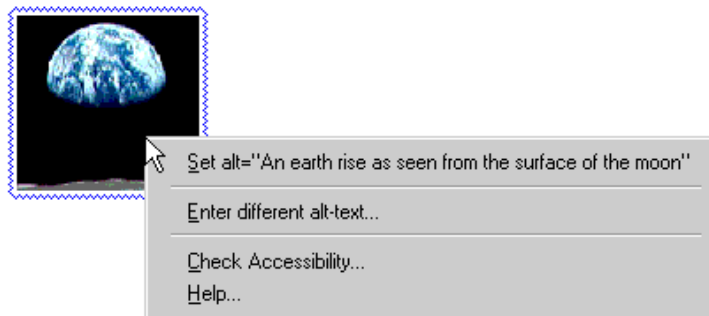 Set alt="An earth rise as seen from the surface of the moon"
Enter different alt-text...
Check Accessibility...
Help...